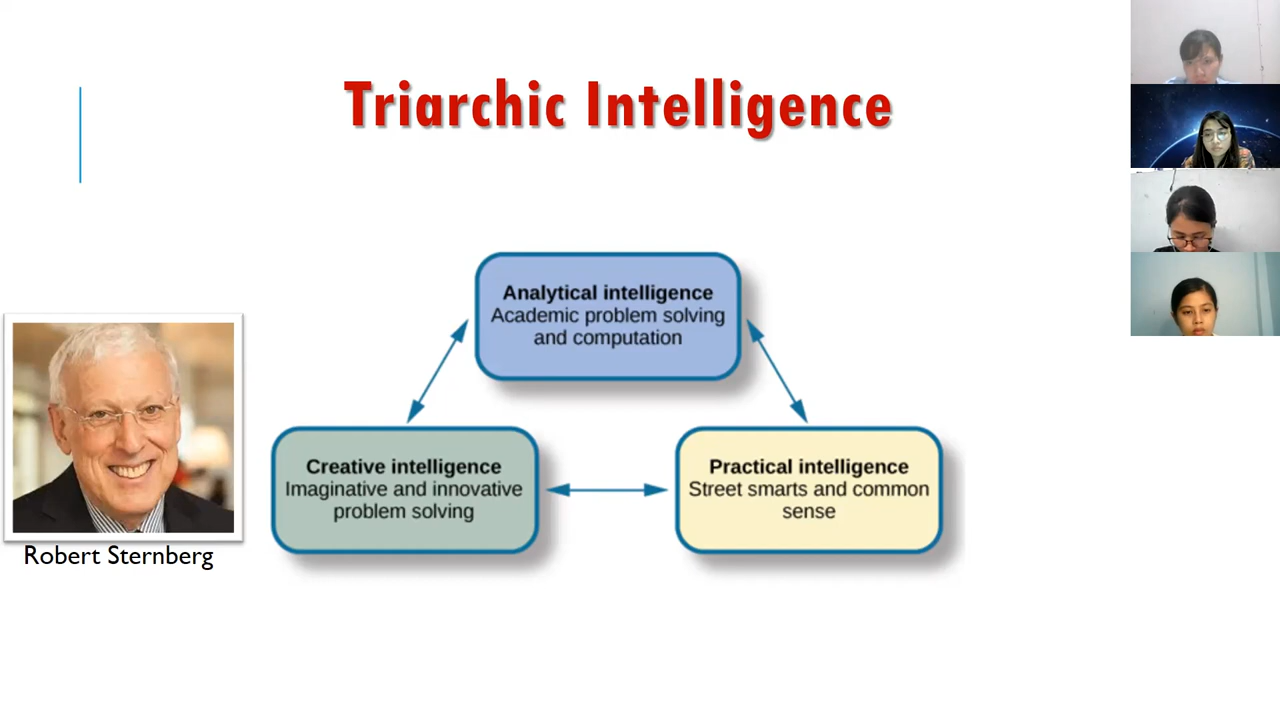 Triarchic Intelligence
Analytical intelligence
Academic problem solving
and computation
Creative intelligence
Imaginative and innovative
problem solving
Practical intelligence
Street smarts and common
sense
Robert Sternberg